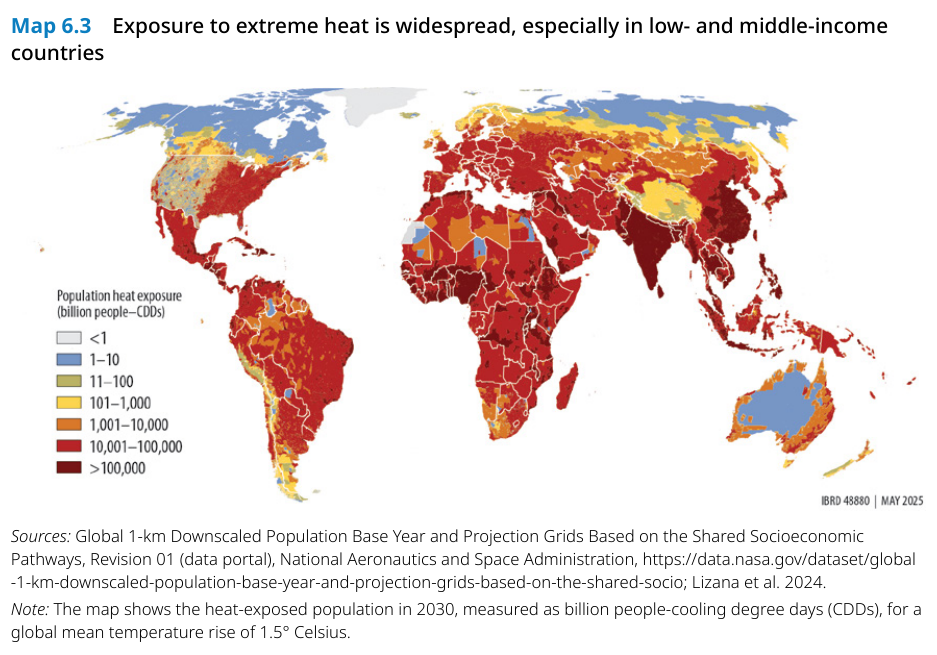 Map 6.3 Exposure to extreme heat is widespread, especially in low- and middle-income
countries
Population heat exposure
(billion people–CDDs)
<1
1–10
11–100
101–1,000
1,001–10,000
10,001–100,000
>100,000
IBRD 48880 | MAY 2025
Sources: Global 1-km Downscaled Population Base Year and Projection Grids Based on the Shared Socioeconomic
Pathways, Revision 01 (data portal), National Aeronautics and Space Administration, https://data.nasa.gov/dataset/global
-1-km-downscaled-population-base-year-and-projection-grids-based-on-the-shared-socio; Lizana et al. 2024.
Note: The map shows the heat-exposed population in 2030, measured as billion people-cooling degree days (CDDs), for a
global mean temperature rise of 1.5° Celsius.